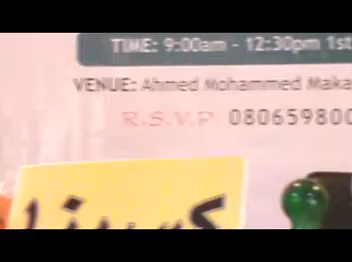 TIME: 9:00am - 12:30pm 1st
VENUE: Ahmed Mohammed Maka
R.S.V.P 080659800